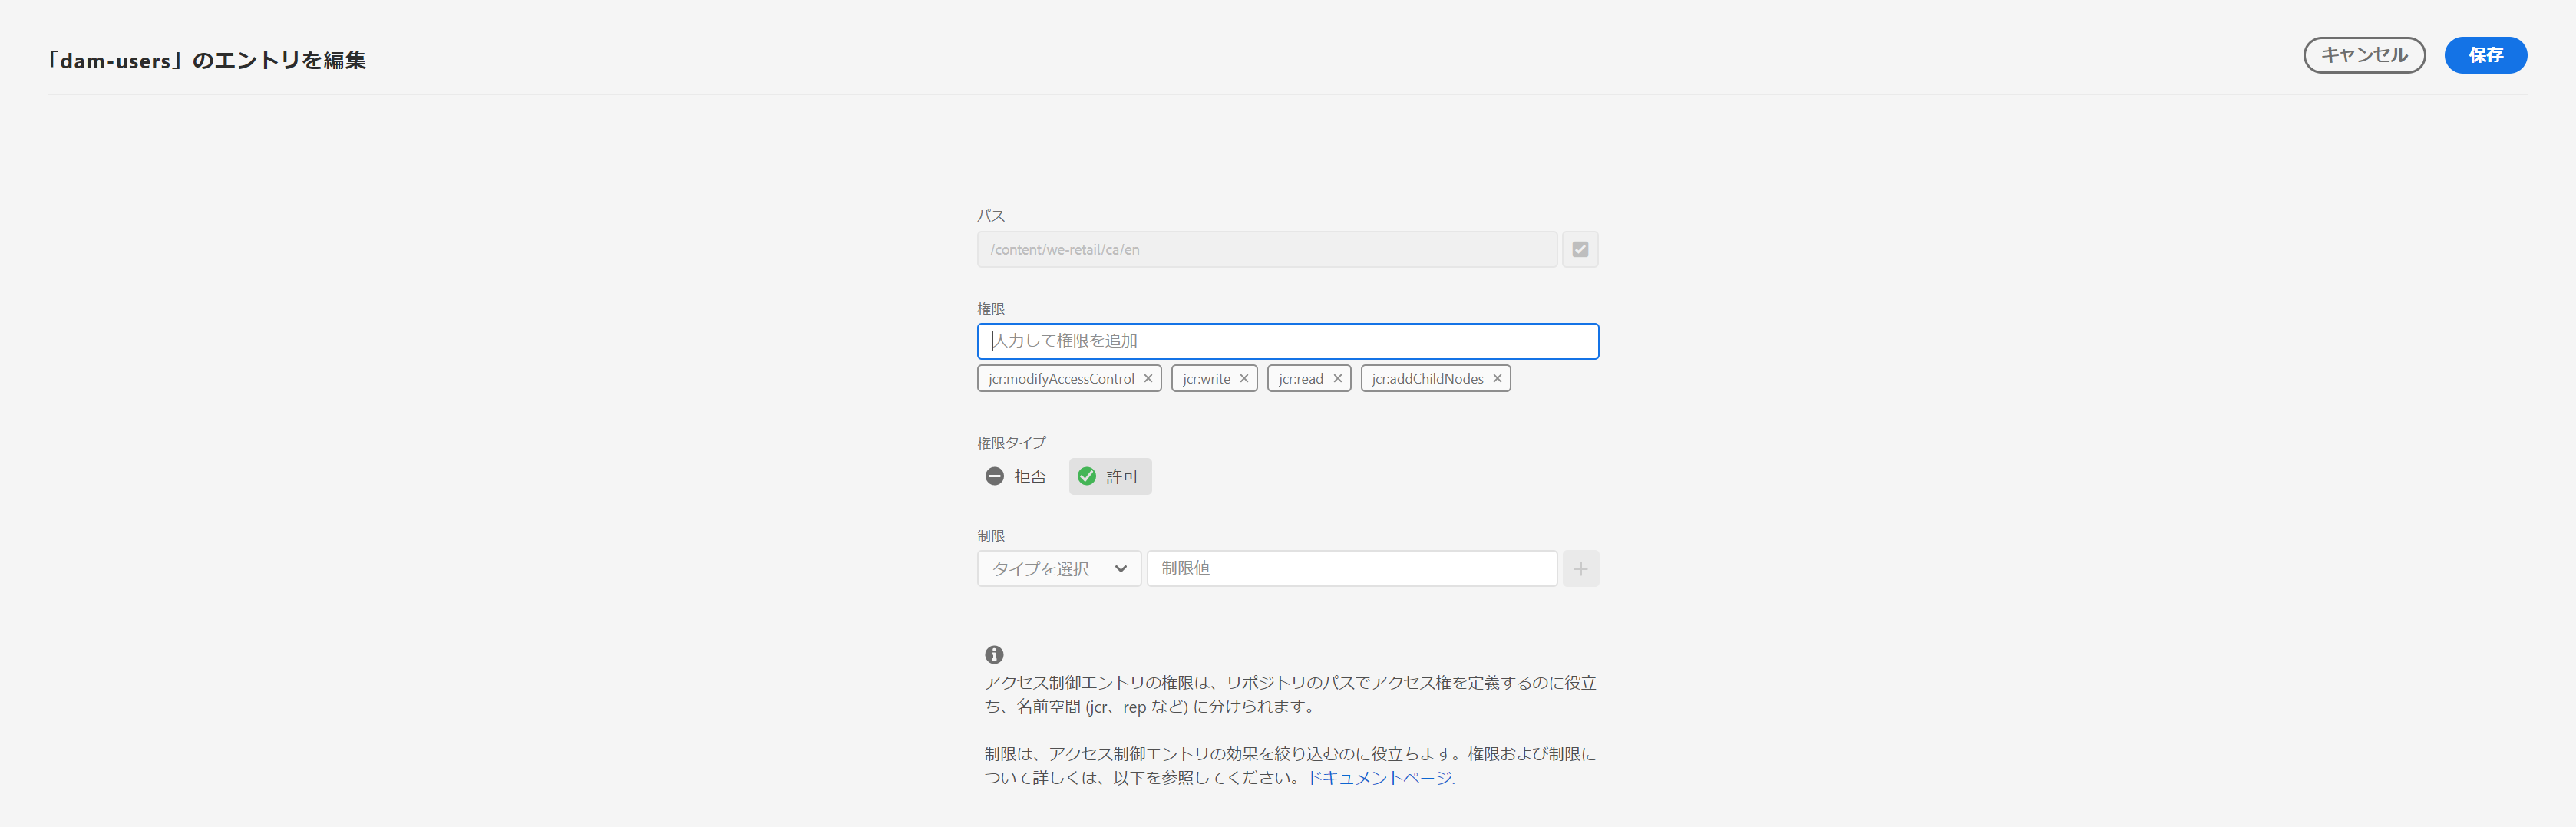 「dam-users」のエントリを編集
キャンセル
保存
パス
/content/we-retail/ca/en
権限
入力して権限を追加
jcr:modifyAccessControl
jcr:write
jcr:read
jcr:addChildNodes
権限タイプ
拒否
許可
制限
タイプを選択
制限値
アクセス制御エントリの権限は、リポジトリのパスでアクセス権を定義するのに役立
ち、名前空間 (jcr、rep など) に分けられます。
制限は、アクセス制御エントリの効果を絞り込むのに役立ちます。権限および制限に
ついて詳しくは、以下を参照してください。ドキュメントページ.